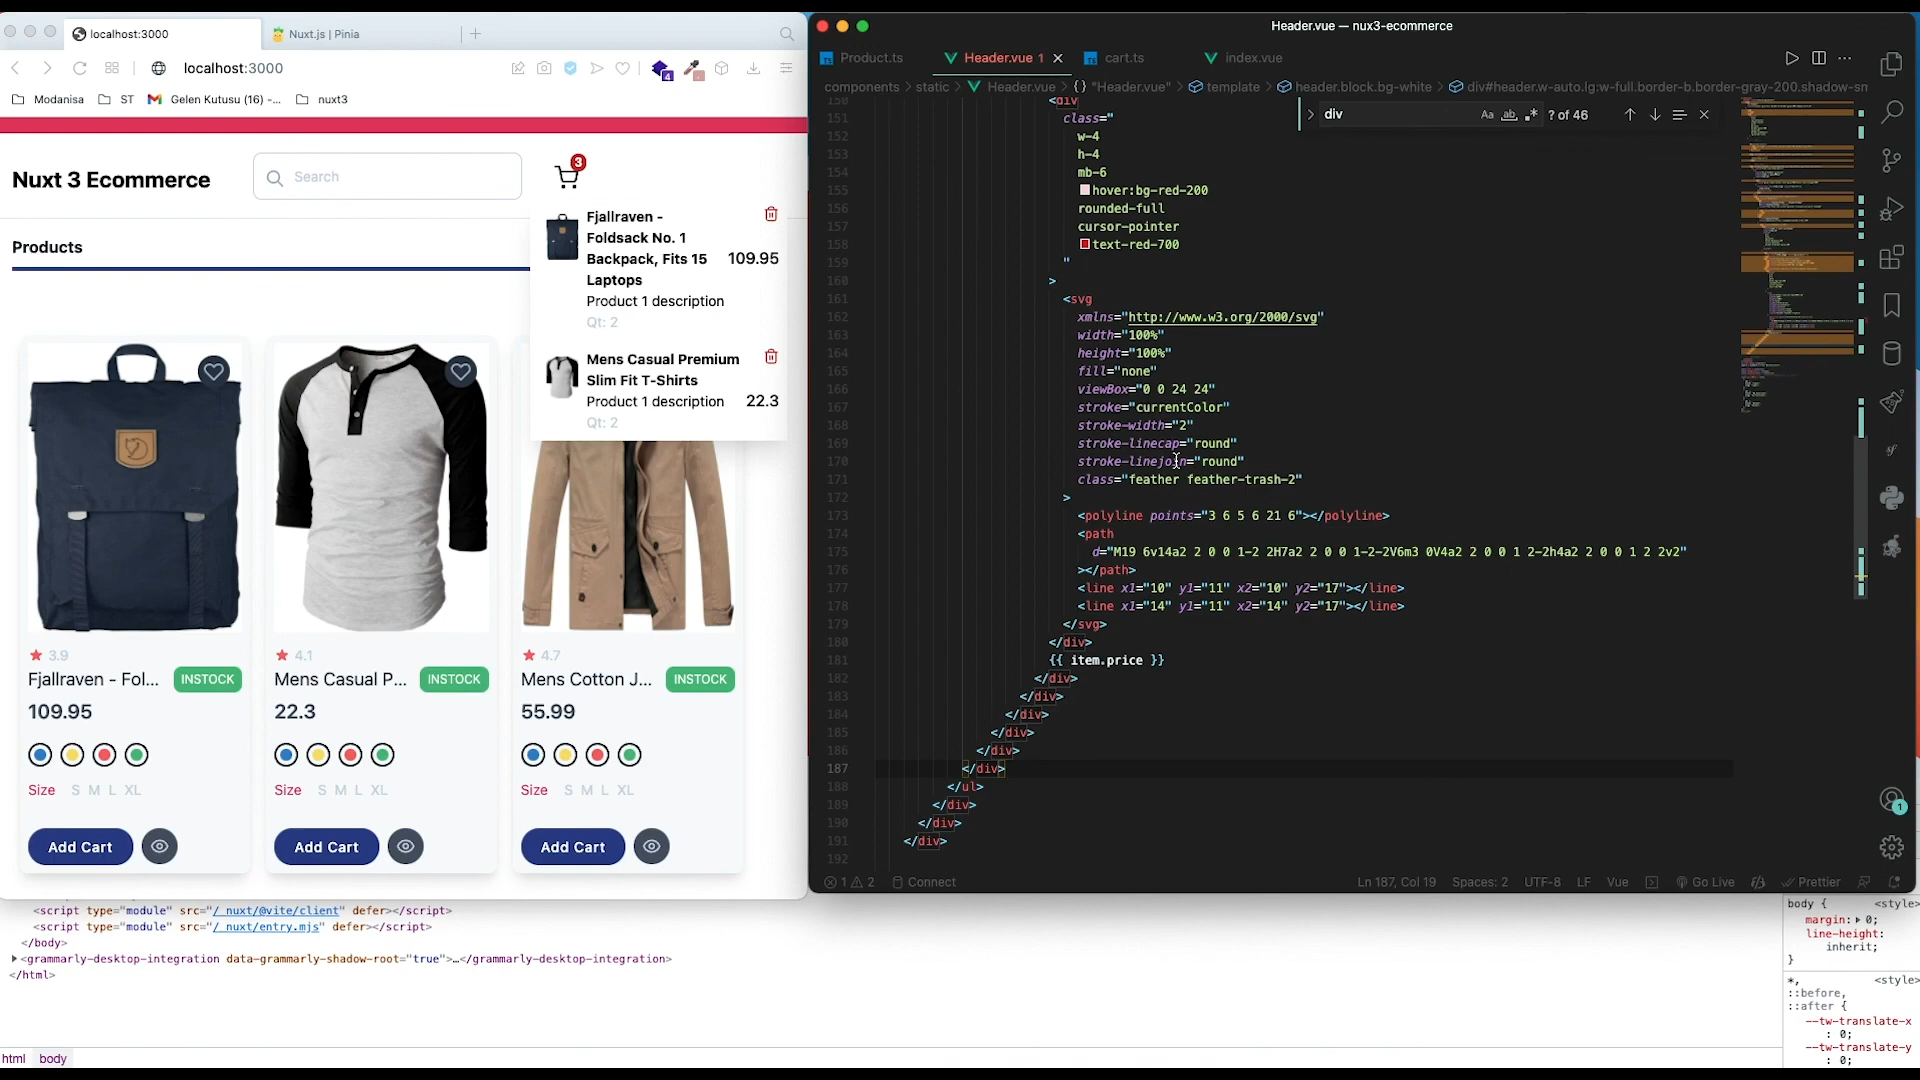 localhost:3000
Nuxt.js | Pinia
localhost:3000
4
Modanisa
ST
Gelen Kutusu (16) -...
nuxt3
Nuxt 3 Ecommerce
Search
3
Products
Fjallraven -
Foldsack No. 1
Backpack, Fits 15
Laptops
109.95
Product 1 description
Qt: 2
Mens Casual Premium
Slim Fit T-Shirts
Product 1 description
22.3
Qt: 2
3.9
Fjallraven - Fol...
INSTOCK
109.95
Size S M L XL
Add Cart
4.1
Mens Casual P...
INSTOCK
22.3
Size S M L XL
Add Cart
4.7
Mens Cotton J...
INSTOCK
55.99
Size S M L XL
Add Cart
Header.vue — nux3-ecommerce
Product.ts
Header.vue 1
cart.ts
index.vue
components > static > Header.vue > {} "Header.vue" > template > header.block.bg-white > div#header.w-auto.lg:w-full.border-b.border-gray-200.shadow-sm
div
? of 46
150 <div
151 class="
152 w-4
153 h-4
154 mb-6
155 hover:bg-red-200
156 rounded-full
157 cursor-pointer
158 text-red-700
159 "
160 >
161 <svg
162 xmlns="http://www.w3.org/2000/svg"
163 width="100%"
164 height="100%"
165 fill="none"
166 viewBox="0 0 24 24"
167 stroke="currentColor"
168 stroke-width="2"
169 stroke-linecap="round"
170 stroke-linejoin="round"
171 class="feather feather-trash-2"
172 >
173 <polyline points="3 6 5 6 21 6"></polyline>
174 <path
175 d="M19 6v14a2 2 0 0 1-2 2H7a2 2 0 0 1-2-2V6m3 0V4a2 2 0 0 1 2-2h4a2 2 0 0 1 2 2v2"
176 ></path>
177 <line x1="10" y1="11" x2="10" y2="17"></line>
178 <line x1="14" y1="11" x2="14" y2="17"></line>
179 </svg>
180 </div>
181 {{ item.price }}
182 </div>
183 </div>
184 </div>
185 </div>
186 </div>
187 </div>
188 </ul>
189 </div>
190 </div>
191 </div>
192
1 2 Connect
Ln 187, Col 19 Spaces: 2 UTF-8 LF Vue Go Live Prettier
1
<script type="module" src="/_nuxt/@vite/client" defer></script>
<script type="module" src="/_nuxt/entry.mjs" defer></script>
</body>
<grammarly-desktop-integration data-grammarly-shadow-root="true">…</grammarly-desktop-integration>
</html>
html body
body { <style>
margin: 0;
line-height:
inherit;
}
*, <style>
::before,
::after {
--tw-translate-x
: 0;
--tw-translate-y
: 0;